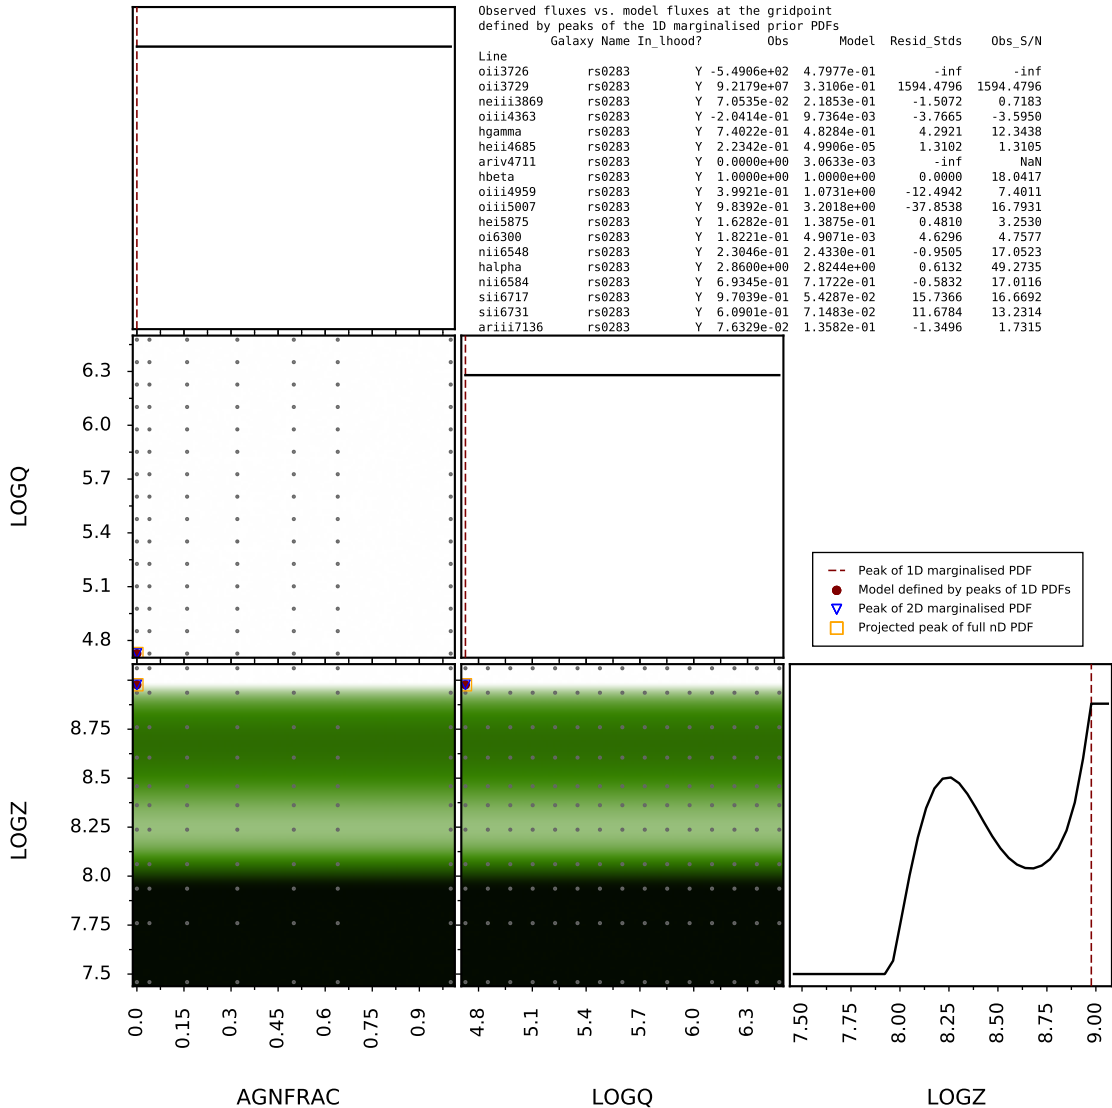 Observed fluxes vs. model fluxes at the gridpoint
defined by peaks of the 1D marginalised prior PDFs
Galaxy Name In_lhood? Obs Model Resid_Stds Obs_S/N
Line
oii3726 rs0283 Y -5.4906e+02 4.7977e-01 -inf -inf
oii3729 rs0283 Y 9.2179e+07 3.3106e-01 1594.4796 1594.4796
neiii3869 rs0283 Y 7.0535e-02 2.1853e-01 -1.5072 0.7183
oiii4363 rs0283 Y -2.0414e-01 9.7364e-03 -3.7665 -3.5950
hgamma rs0283 Y 7.4022e-01 4.8284e-01 4.2921 12.3438
heii4685 rs0283 Y 2.2342e-01 4.9906e-05 1.3102 1.3105
ariv4711 rs0283 Y 0.0000e+00 3.0633e-03 -inf NaN
hbeta rs0283 Y 1.0000e+00 1.0000e+00 0.0000 18.0417
oiii4959 rs0283 Y 3.9921e-01 1.0731e+00 -12.4942 7.4011
oiii5007 rs0283 Y 9.8392e-01 3.2018e+00 -37.8538 16.7931
hei5875 rs0283 Y 1.6282e-01 1.3875e-01 0.4810 3.2530
oi6300 rs0283 Y 1.8221e-01 4.9071e-03 4.6296 4.7577
nii6548 rs0283 Y 2.3046e-01 2.4330e-01 -0.9505 17.0523
halpha rs0283 Y 2.8600e+00 2.8244e+00 0.6132 49.2735
nii6584 rs0283 Y 6.9345e-01 7.1722e-01 -0.5832 17.0116
sii6717 rs0283 Y 9.7039e-01 5.4287e-02 15.7366 16.6692
sii6731 rs0283 Y 6.0901e-01 7.1483e-02 11.6784 13.2314
ariii7136 rs0283 Y 7.6329e-02 1.3582e-01 -1.3496 1.7315
6.3
6.0
5.7
5.4
5.1
4.8
LOGQ
Peak of 1D marginalised PDF
Model defined by peaks of 1D PDFs
Peak of 2D marginalised PDF
Projected peak of full nD PDF
8.75
8.5
8.25
8.0
7.75
7.5
LOGZ
0.0 0.15 0.3 0.45 0.6 0.75 0.9
4.8 5.1 5.4 5.7 6.0 6.3
7.50 7.75 8.00 8.25 8.50 8.75 9.00
AGNFRAC LOGQ LOGZ